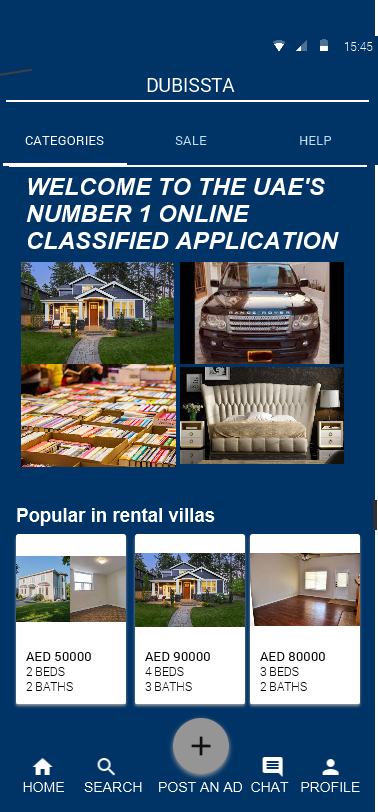 15:45
DUBISSTA
CATEGORIES SALE HELP
WELCOME TO THE UAE'S
NUMBER 1 ONLINE
CLASSIFIED APPLICATION
RANGE ROVER
Popular in rental villas
AED 50000 AED 90000 AED 80000
2 BEDS 4 BEDS 3 BEDS
2 BATHS 3 BATHS 2 BATHS
+
HOME SEARCH POST AN AD CHAT PROFILE